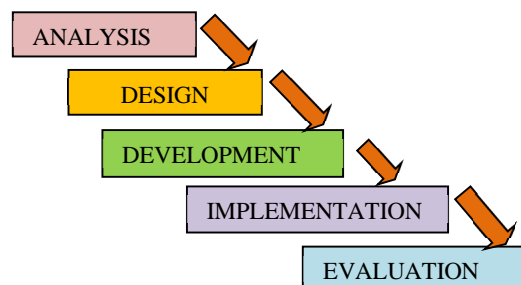 ANALYSIS
DESIGN
DEVELOPMENT
IMPLEMENTATION
EVALUATION